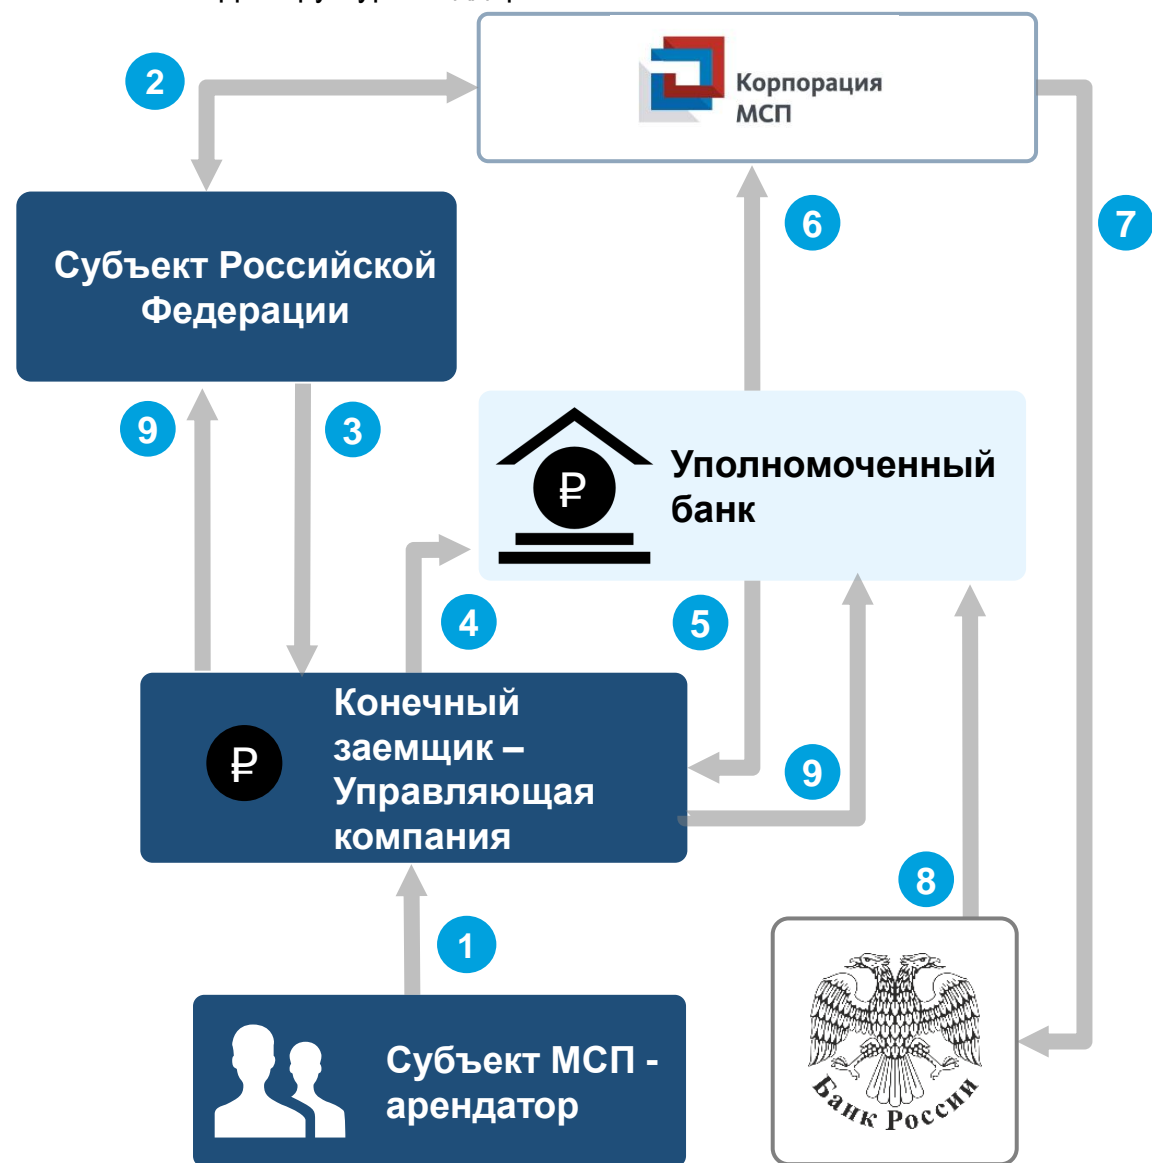 2
Корпорация
МСП
6
7
Субъект Российской
Федерации
9
3
₽
Уполномоченный
банк
4
5
₽
Конечный
заемщик –
Управляющая
компания
9
8
1
Субъект МСП -
арендатор
Банк России